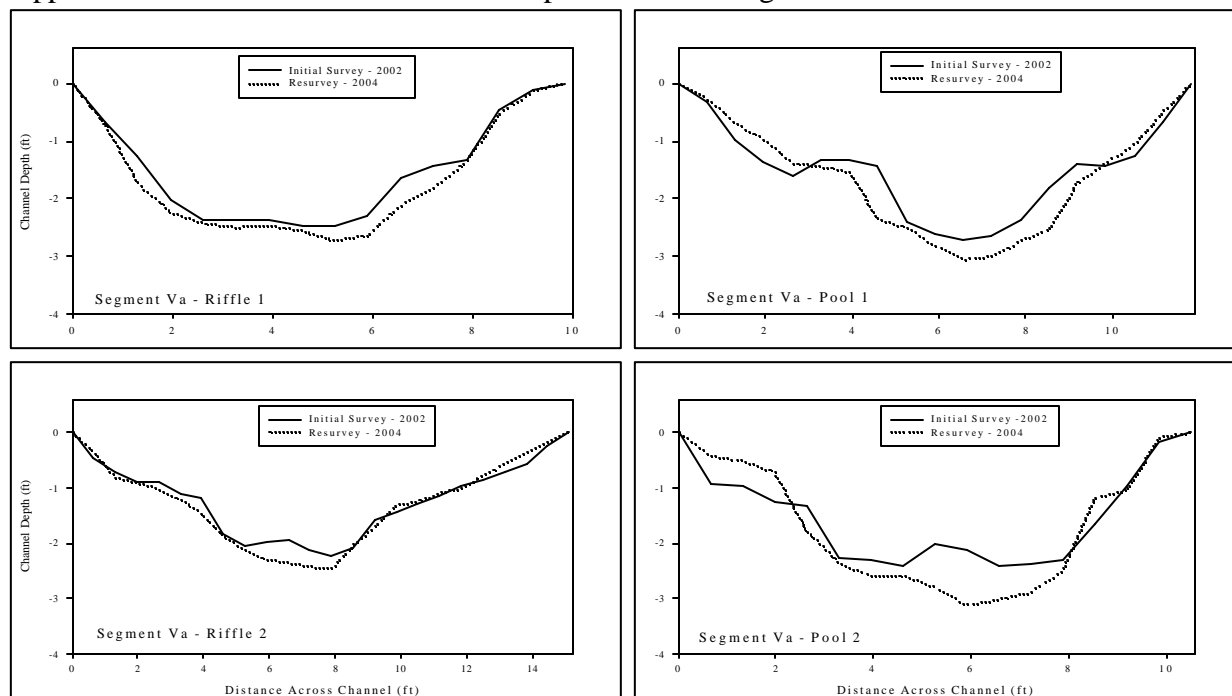 Initial Survey - 2002
Resurvey - 2004
0
-1
-2
-3
-4
Channel Depth (ft)
Segment Va - Riffle 1
0 2 4 6 8 10
Initial Survey - 2002
Resurvey - 2004
0
-1
-2
-3
-4
Segment Va - Pool 1
0 2 4 6 8 10
Initial Survey - 2002
Resurvey - 2004
0
-1
-2
-3
-4
Channel Depth (ft)
Segment Va - Riffle 2
0 2 4 6 8 10 12 14
Distance Across Channel (ft)
Initial Survey -2002
Resurvey - 2004
0
-1
-2
-3
-4
Segment Va - Pool 2
0 2 4 6 8 10
Distance Across Channel (ft)